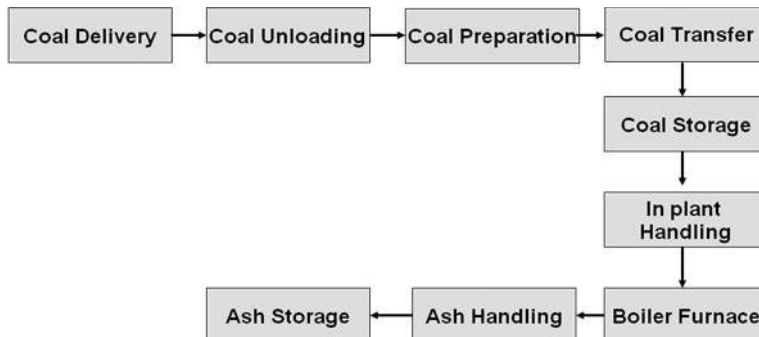 Coal Delivery
Coal Unloading
Coal Preparation
Coal Transfer
Coal Storage
In plant
Handling
Boiler Furnace
Ash Handling
Ash Storage